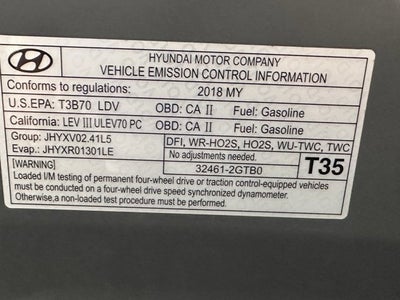 HYUNDAI MOTOR COMPANY
VEHICLE EMISSION CONTROL INFORMATION
Conforms to regulations: 2018 MY
U.S.EPA: T3B70 LDV OBD: CA II Fuel: Gasoline
California: LEV III ULEV70 PC OBD: CA II Fuel: Gasoline
Group: JHYXV02.41L5 DFI, WR-HO2S, HO2S, WU-TWC, TWC
Evap.: JHYXR01301LE No adjustments needed.
[WARNING] 32461-2GTB0 T35
Loaded I/M testing of permanent four-wheel drive or traction control-equipped vehicles
must be conducted on a four-wheel drive speed synchronized dynamometer.
Otherwise,a non-loaded test procedure must be used.